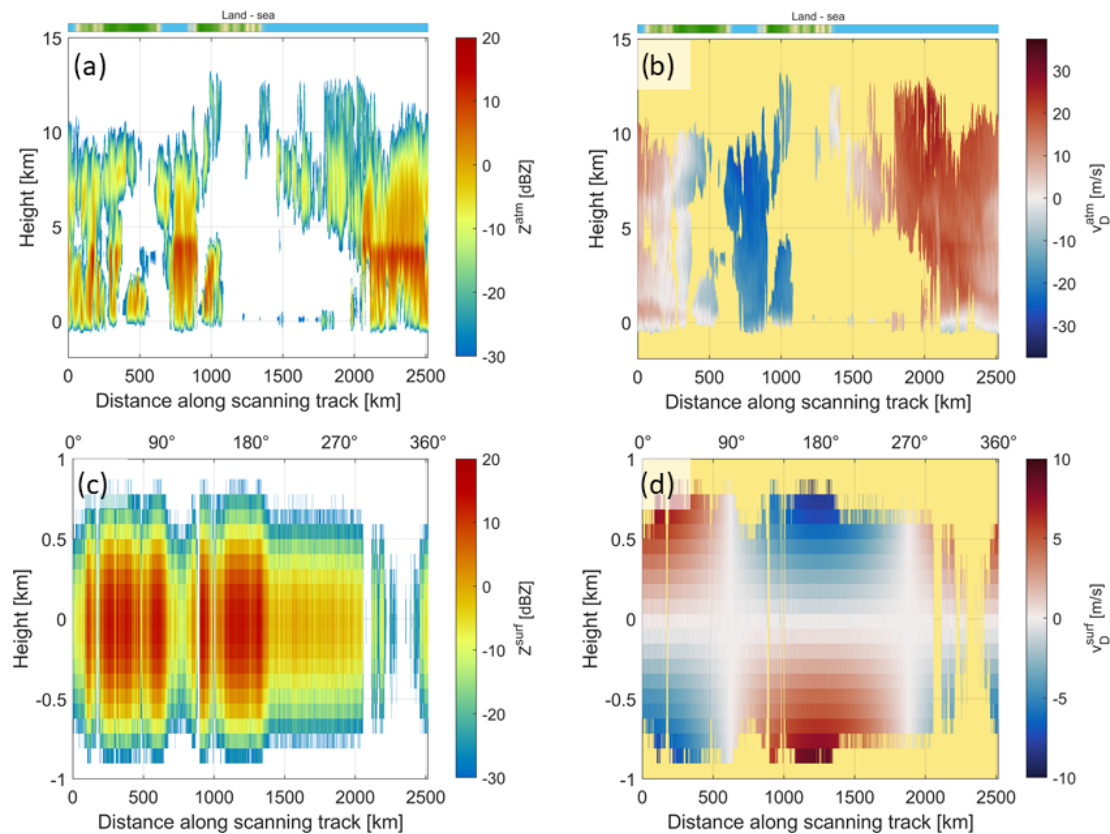 Land - sea
(a)
15
10
5
0
Height [km]
0 500 1000 1500 2000 2500
Distance along scanning track [km]
20
10
0
-10
-20
-30
Z^atm [dBZ]
Land - sea
(b)
15
10
5
0
Height [km]
0 500 1000 1500 2000 2500
Distance along scanning track [km]
30
20
10
0
-10
-20
-30
v_D^atm [m/s]
0° 90° 180° 270° 360°
(c)
1
0.5
0
-0.5
-1
Height [km]
0 500 1000 1500 2000 2500
Distance along scanning track [km]
20
10
0
-10
-20
-30
Z^surf [dBZ]
0° 90° 180° 270° 360°
(d)
1
0.5
0
-0.5
-1
Height [km]
0 500 1000 1500 2000 2500
Distance along scanning track [km]
10
5
0
-5
-10
v_D^surf [m/s]